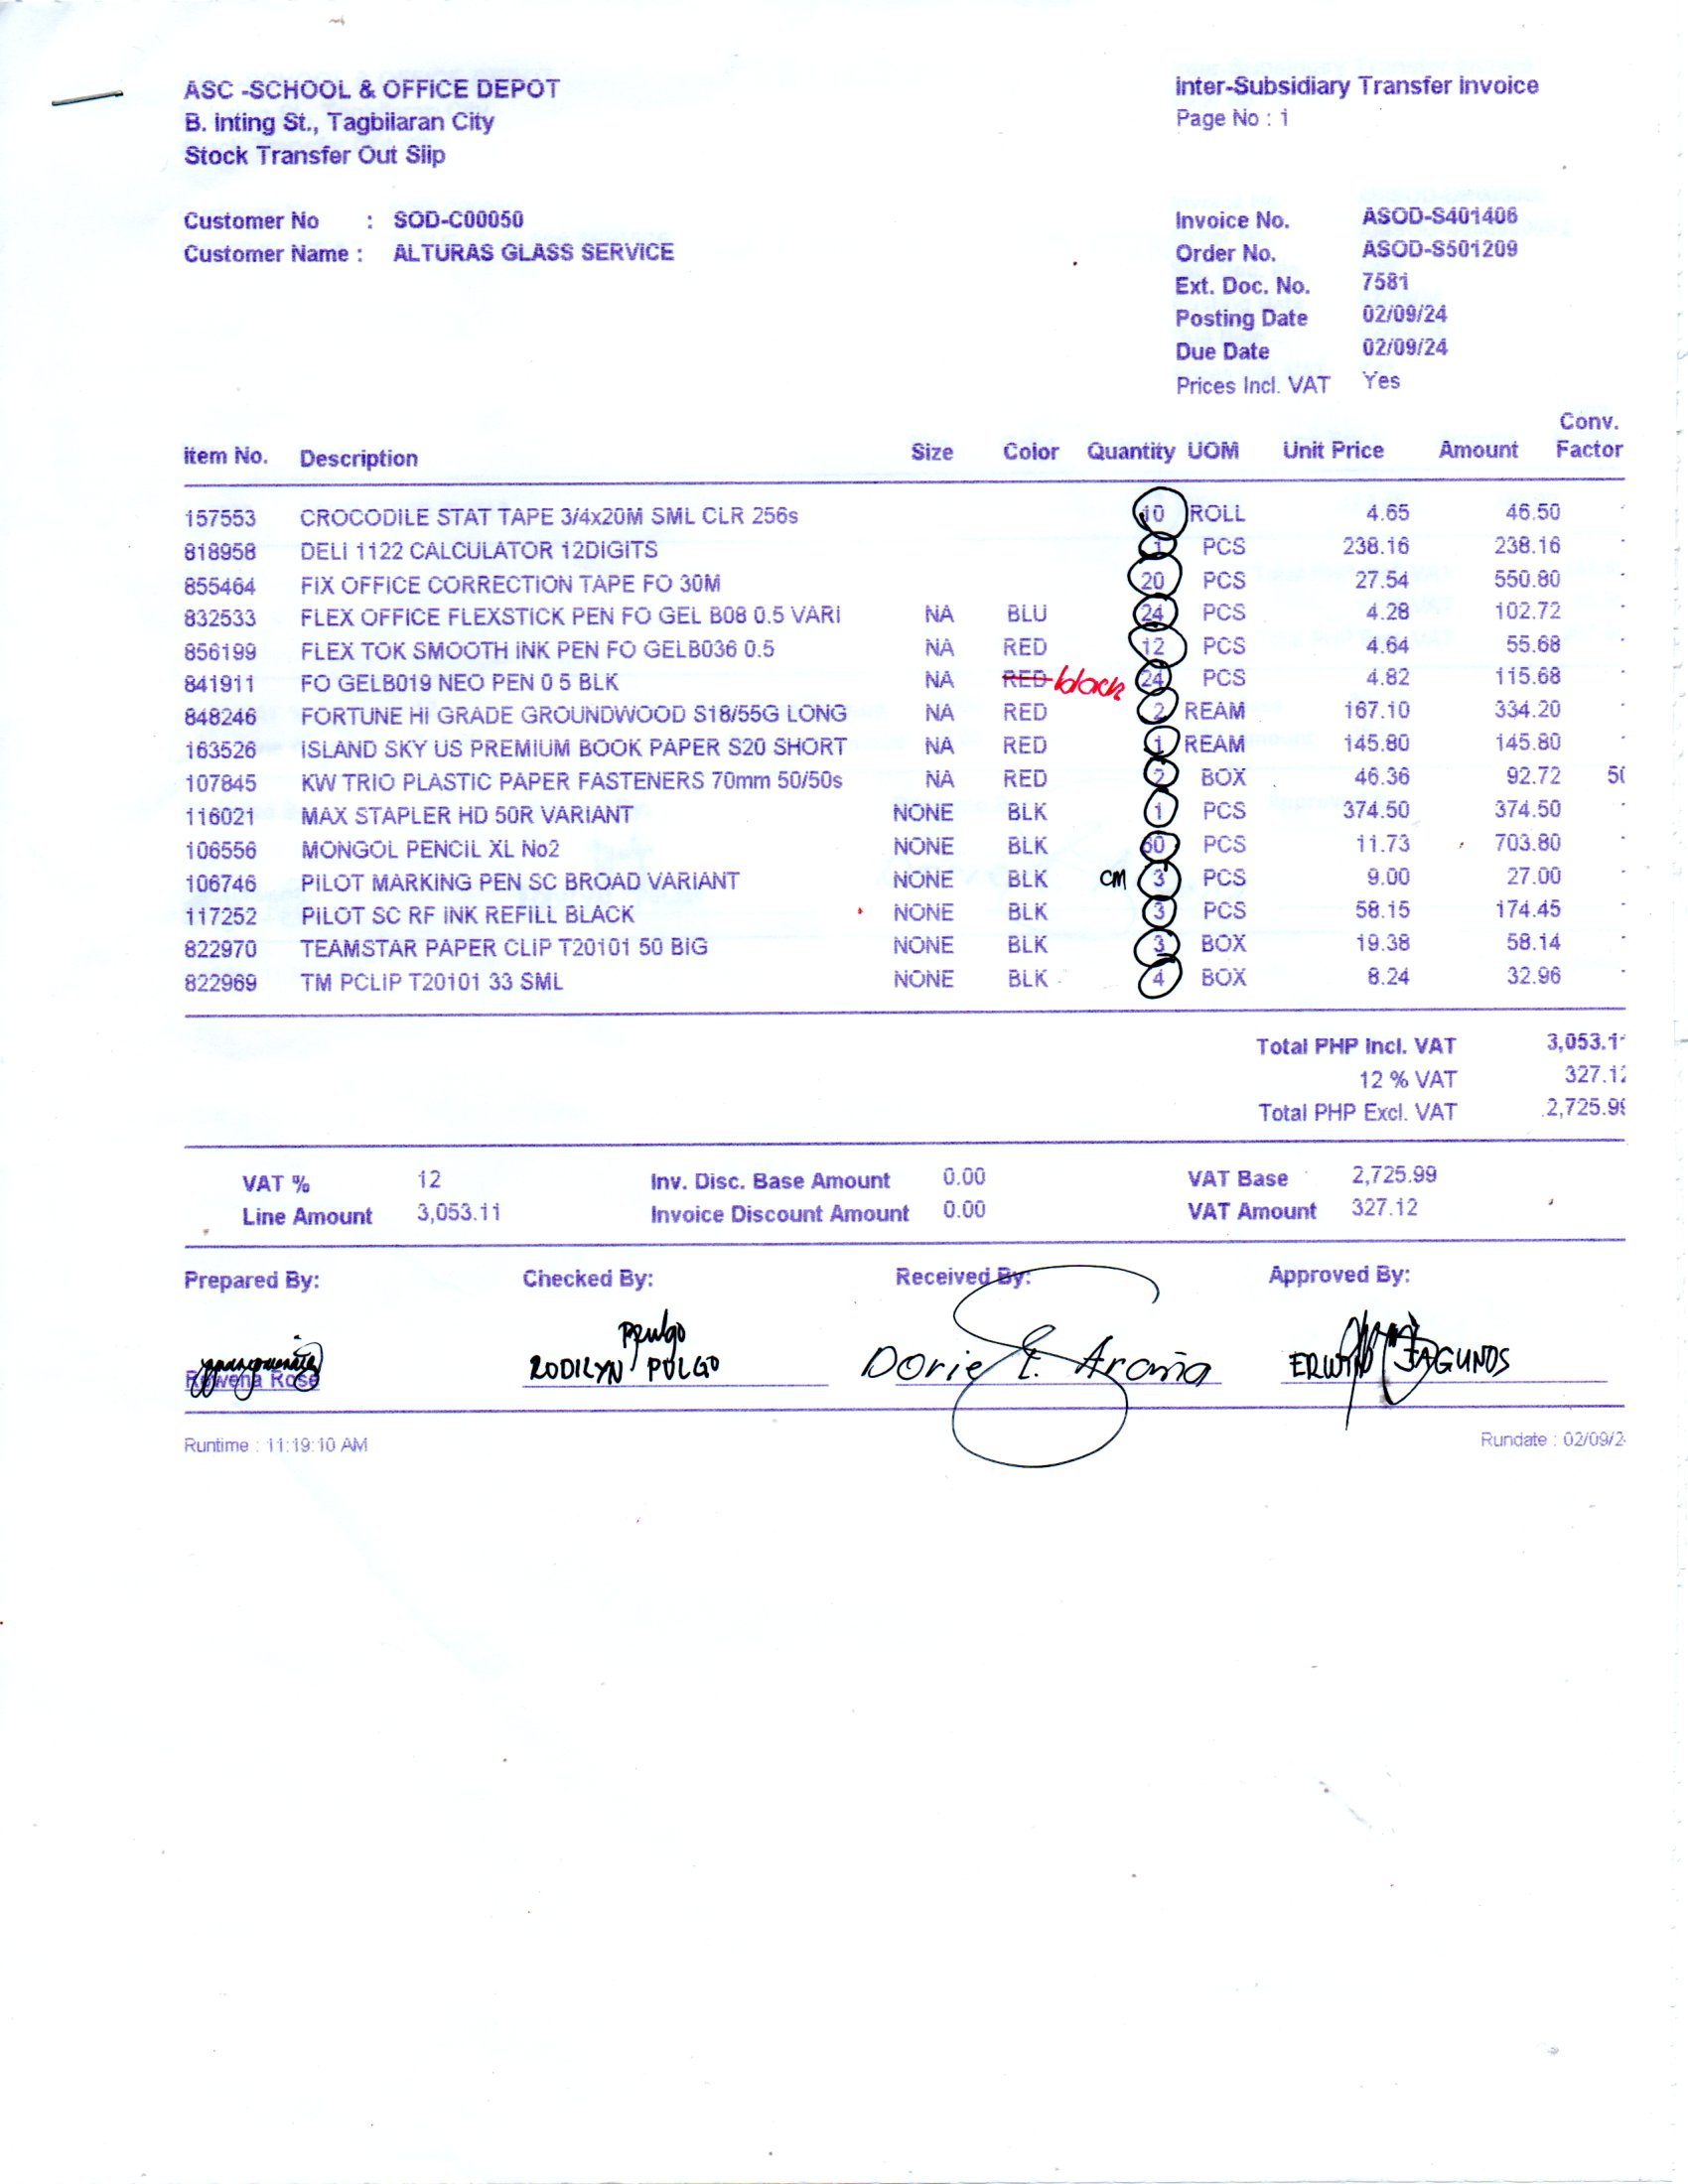 ASC -SCHOOL & OFFICE DEPOT
B. Inting St., Tagbilaran City
Stock Transfer Out Slip
Inter-Subsidiary Transfer Invoice
Page No : 1
Customer No : SOD-C00050
Customer Name : ALTURAS GLASS SERVICE
Invoice No. ASOD-S401406
Order No. ASOD-S501209
Ext. Doc. No. 7581
Posting Date 02/09/24
Due Date 02/09/24
Prices Incl. VAT Yes
Item No. Description Size Color Quantity UOM Unit Price Amount Conv. Factor
157553 CROCODILE STAT TAPE 3/4x20M SML CLR 256s 10 ROLL 4.65 46.50
818958 DELI 1122 CALCULATOR 12DIGITS 1 PCS 238.16 238.16
855464 FIX OFFICE CORRECTION TAPE FO 30M 20 PCS 27.54 550.80
832533 FLEX OFFICE FLEXSTICK PEN FO GEL B08 0.5 VARI NA BLU 24 PCS 4.28 102.72
856199 FLEX TOK SMOOTH INK PEN FO GELB036 0.5 NA RED 12 PCS 4.64 55.68
841911 FO GELB019 NEO PEN 0 5 BLK NA RED black 24 PCS 4.82 115.68
848246 FORTUNE HI GRADE GROUNDWOOD S18/55G LONG NA RED 2 REAM 167.10 334.20
163526 ISLAND SKY US PREMIUM BOOK PAPER S20 SHORT NA RED 1 REAM 145.80 145.80
107845 KW TRIO PLASTIC PAPER FASTENERS 70mm 50/50s NA RED 2 BOX 46.36 92.72 5
116021 MAX STAPLER HD 50R VARIANT NONE BLK 1 PCS 374.50 374.50
106556 MONGOL PENCIL XL No2 NONE BLK 60 PCS 11.73 703.80
106746 PILOT MARKING PEN SC BROAD VARIANT NONE BLK CM 3 PCS 9.00 27.00
117252 PILOT SC RF INK REFILL BLACK NONE BLK 3 PCS 58.15 174.45
822970 TEAMSTAR PAPER CLIP T20101 50 BIG NONE BLK 3 BOX 19.38 58.14
822969 TM PCLIP T20101 33 SML NONE BLK 4 BOX 8.24 32.96
Total PHP Incl. VAT 3,053.1
12 % VAT 327.12
Total PHP Excl. VAT 2,725.9
VAT % 12 Inv. Disc. Base Amount 0.00 VAT Base 2,725.99
Line Amount 3,053.11 Invoice Discount Amount 0.00 VAT Amount 327.12
Prepared By: Checked By: Received By: Approved By:
Ppulgo
Rowena Rose RODILYN PULGO Dorie E. Araña ERWIN JAGUNOS
Runtime : 11:19:10 AM Rundate : 02/09/2